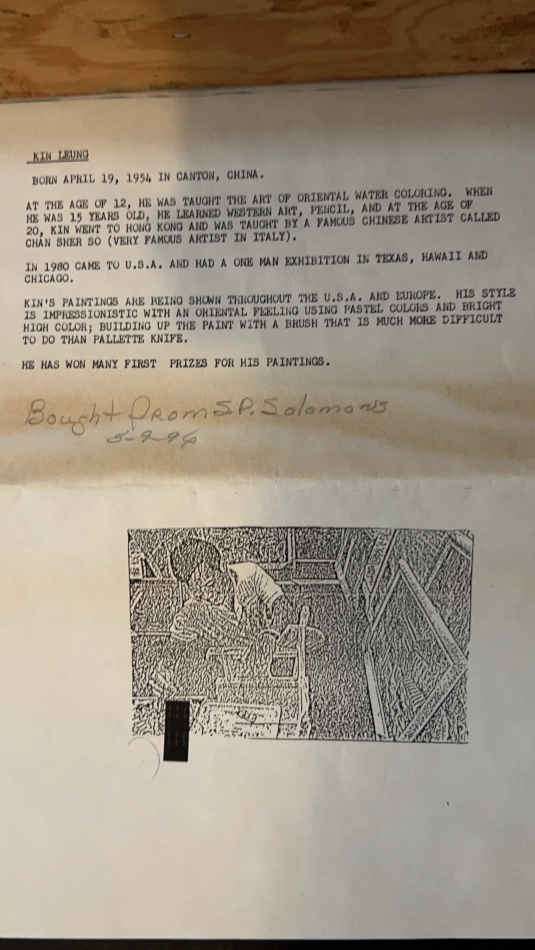 KIN LEUNG
BORN APRIL 19, 1954 IN CANTON, CHINA.
AT THE AGE OF 12, HE WAS TAUGHT THE ART OF ORIENTAL WATER COLORING. WHEN
HE WAS 15 YEARS OLD, HE LEARNED WESTERN ART, PENCIL, AND AT THE AGE OF
20, KIN WENT TO HONG KONG AND WAS TAUGHT BY A FAMOUS CHINESE ARTIST CALLED
CHAN SHER SO (VERY FAMOUS ARTIST IN ITALY).
IN 1980 CAME TO U.S.A. AND HAD A ONE MAN EXHIBITION IN TEXAS, HAWAII AND
CHICAGO.
KIN'S PAINTINGS ARE BEING SHOWN THROUGHOUT THE U.S.A. AND EUROPE. HIS STYLE
IS IMPRESSIONISTIC WITH AN ORIENTAL FEELING USING PASTEL COLORS AND BRIGHT
HIGH COLOR; BUILDING UP THE PAINT WITH A BRUSH THAT IS MUCH MORE DIFFICULT
TO DO THAN PALLETTE KNIFE.
HE HAS WON MANY FIRST PRIZES FOR HIS PAINTINGS.
Bought From S.P. Solomons
5-9-96